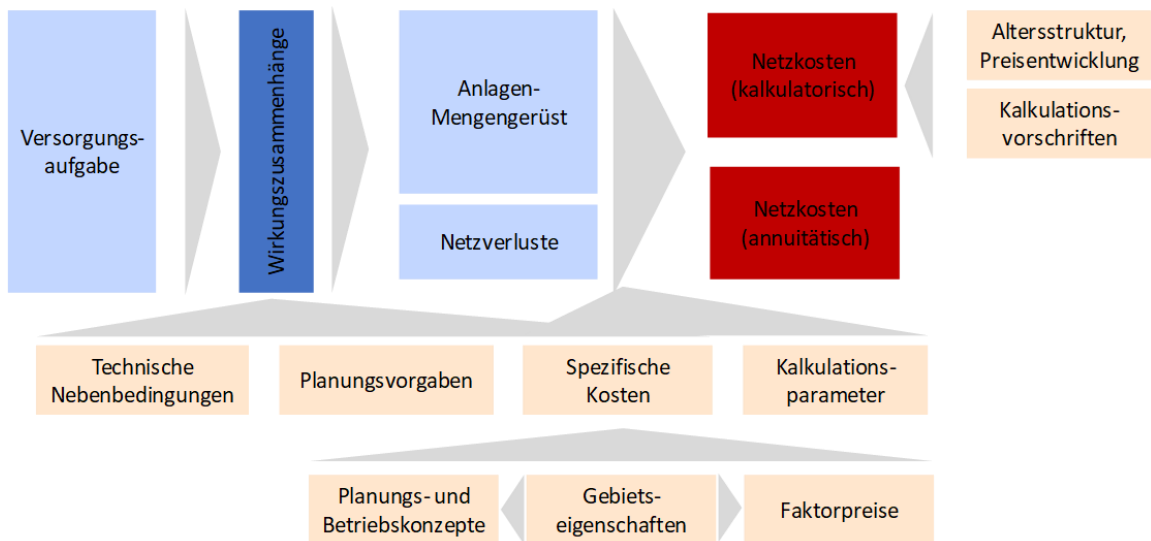 Versorgungs-
aufgabe
Wirkungszusammenhänge
Anlagen-
Mengengerüst
Netzverluste
Netzkosten
(kalkulatorisch)
Netzkosten
(annuitätisch)
Altersstruktur,
Preisentwicklung
Kalkulations-
vorschriften
Technische
Nebenbedingungen
Planungsvorgaben
Spezifische
Kosten
Kalkulations-
parameter
Planungs- und
Betriebskonzepte
Gebiets-
eigenschaften
Faktorpreise